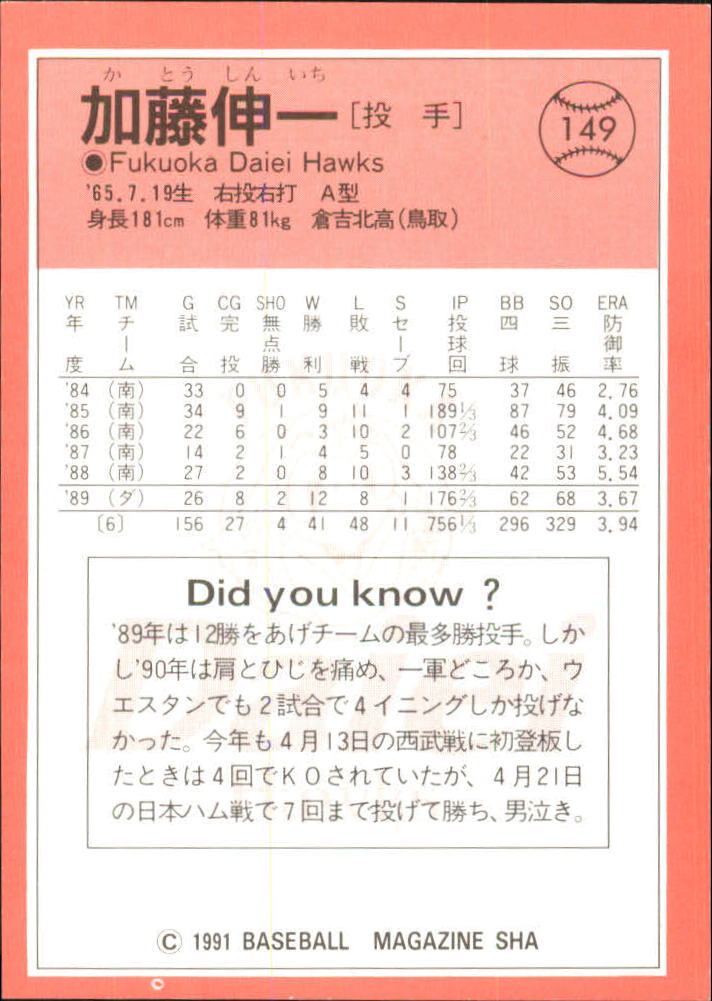 かとうしんいち
加藤伸一[投手]
149
●Fukuoka Daiei Hawks
'65.7.19生 右投右打 A型
身長181cm 体重81kg 倉吉北高(鳥取)
YR TM G CG SHO W L S IP BB SO ERA
年度 チーム 試合 完投 無点勝 勝利 敗戦 セーブ 投球回 四球 三振 防御率
'84 (南) 33 0 0 5 4 4 75 37 46 2.76
'85 (南) 34 9 1 9 11 1 189⅓ 87 79 4.09
'86 (南) 22 6 0 3 10 2 107⅔ 46 52 4.68
'87 (南) 14 2 1 4 5 0 78 22 31 3.23
'88 (南) 27 2 0 8 10 3 138⅔ 42 53 5.54
'89 (ダ) 26 8 2 12 8 1 176⅔ 62 68 3.67
〔6〕 156 27 4 41 48 11 756⅓ 296 329 3.94
Did you know ?
'89年は12勝をあげチームの最多勝投手。しか
し'90年は肩とひじを痛め、一軍どころか、ウ
エスタンでも2試合で4イニングしか投げな
かった。今年も4月13日の西武戦に初登板し
たときは4回でKOされていたが、4月21日
の日本ハム戦で7回まで投げて勝ち、男泣き。
© 1991 BASEBALL MAGAZINE SHA